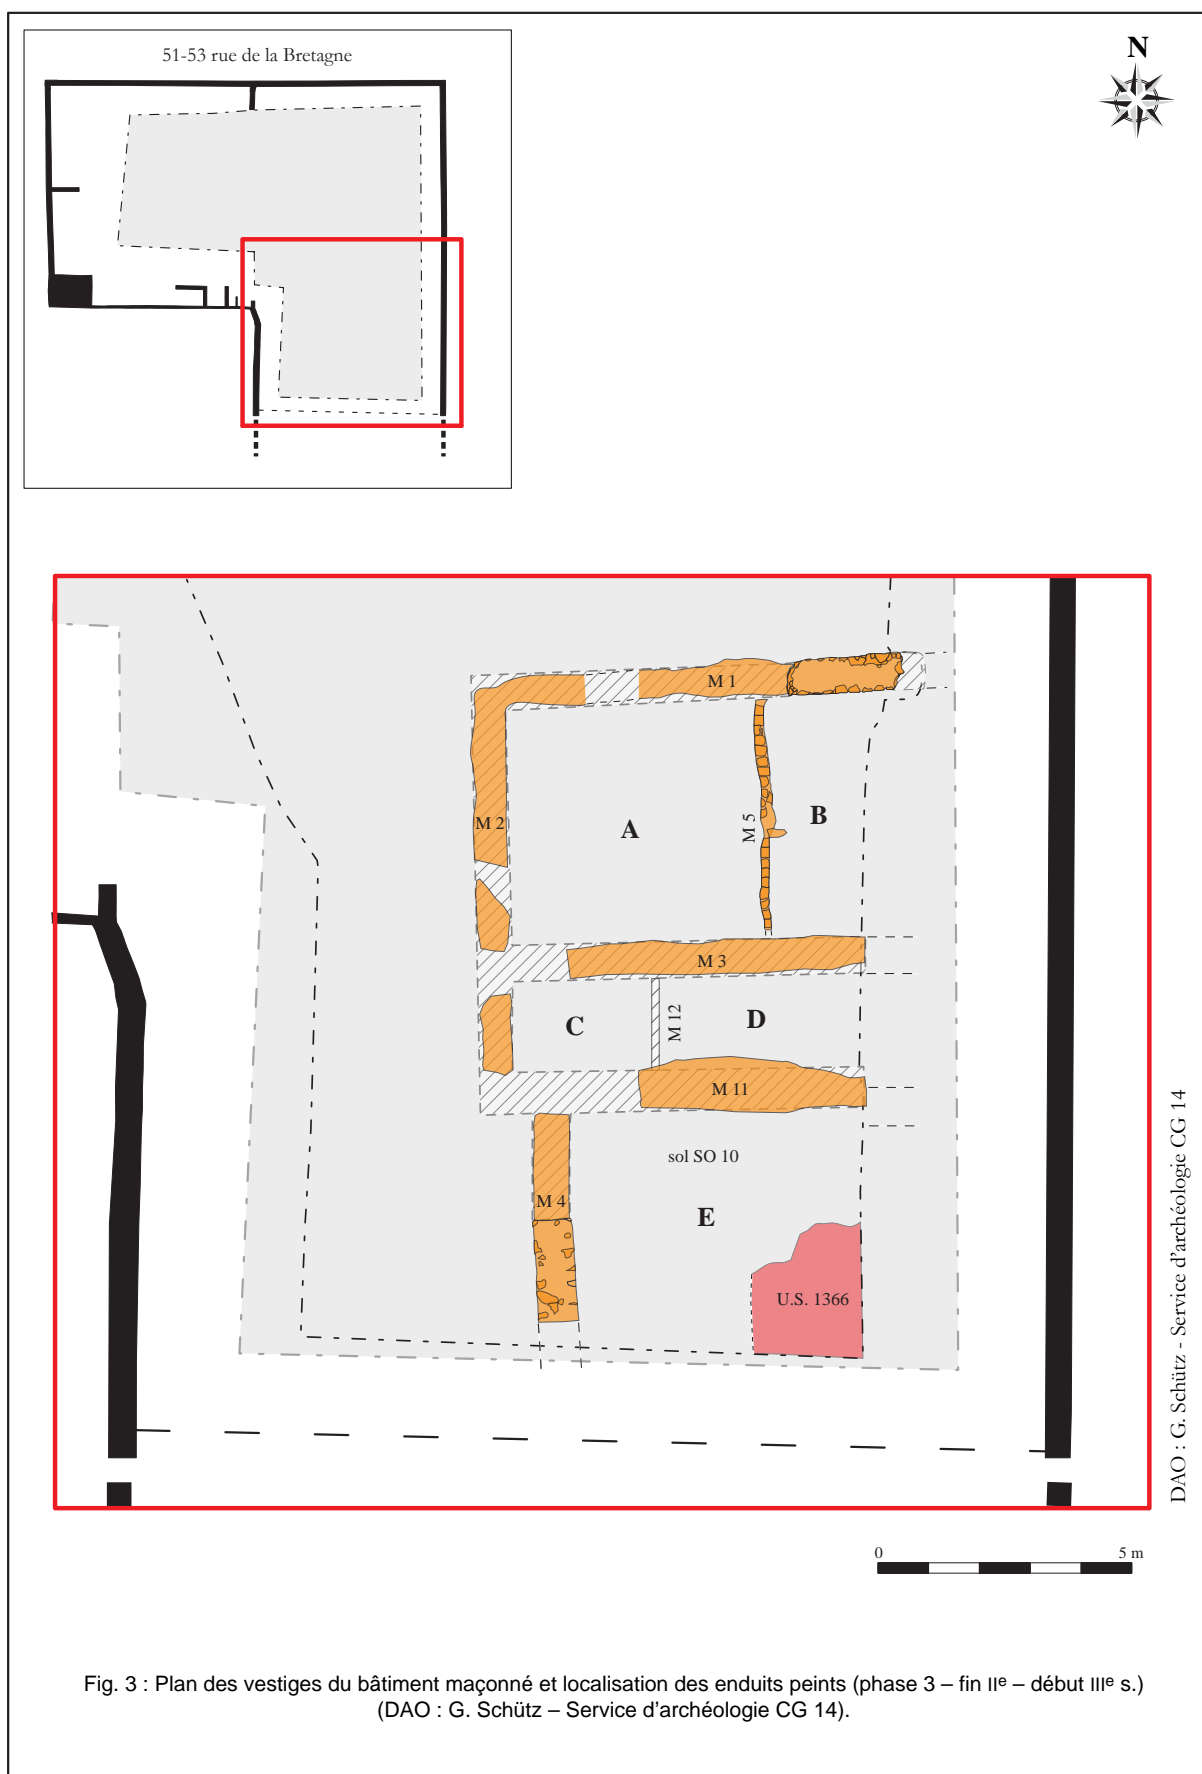 51-53 rue de la Bretagne
N
M 1
M 2
A
M 5
B
M 3
C
M 12
D
M 11
sol SO 10
M 4
E
U.S. 1366
DAO : G. Schütz - Service d'archéologie CG 14
0 5 m
Fig. 3 : Plan des vestiges du bâtiment maçonné et localisation des enduits peints (phase 3 – fin IIe – début IIIe s.)
(DAO : G. Schütz – Service d'archéologie CG 14).